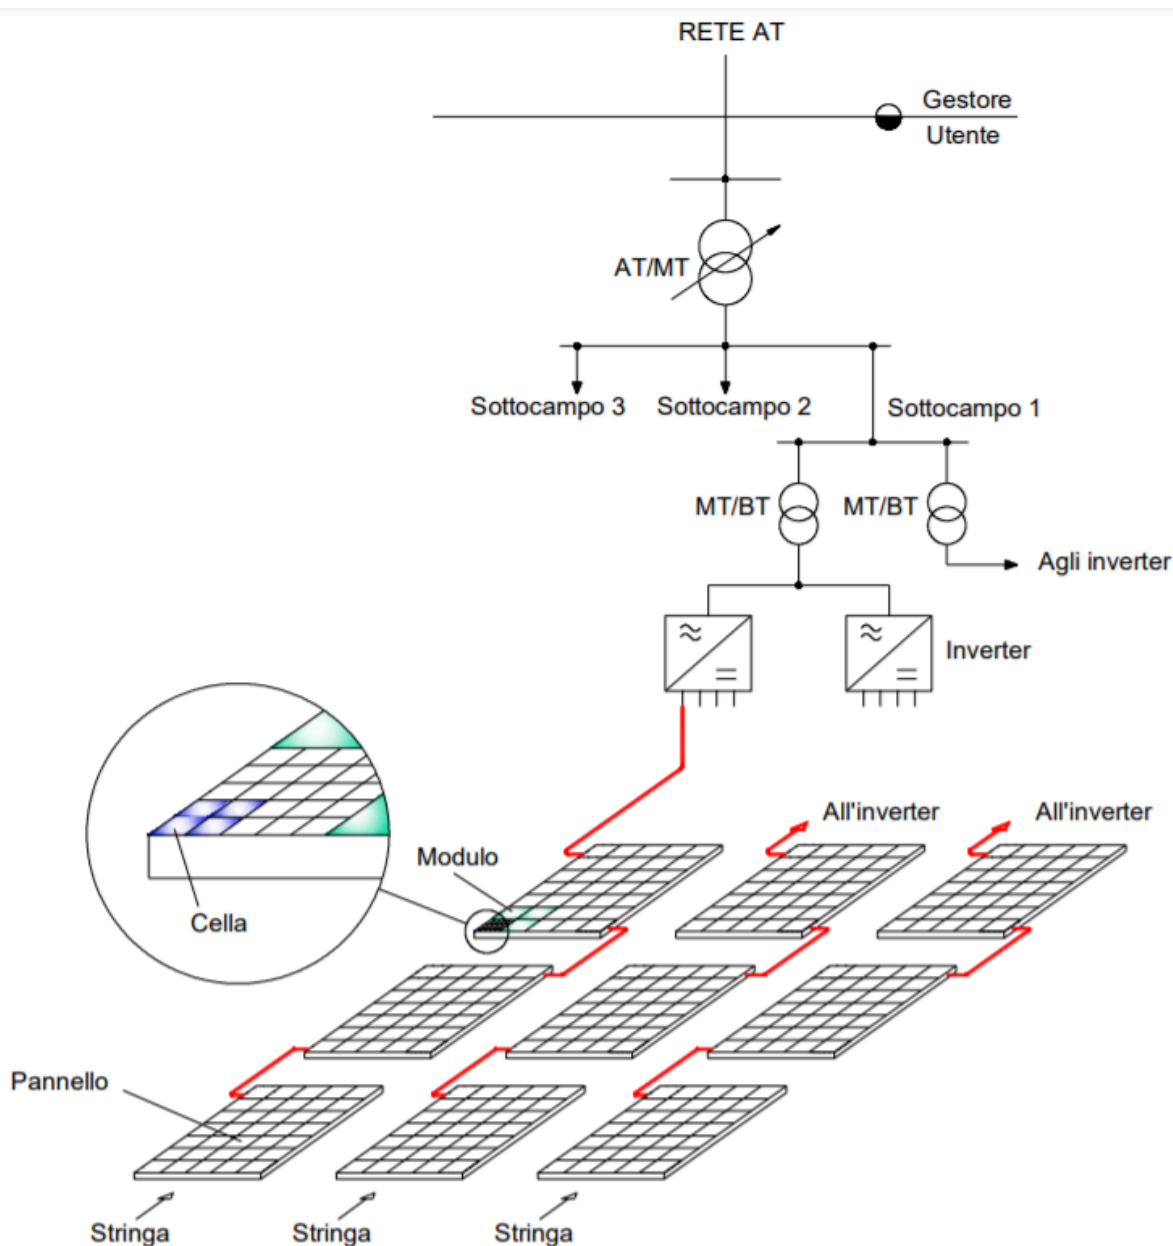 RETE AT
Gestore
Utente
AT/MT
Sottocampo 3
Sottocampo 2
Sottocampo 1
MT/BT
MT/BT
Agli inverter
Inverter
All'inverter
All'inverter
Modulo
Cella
Pannello
Stringa
Stringa
Stringa